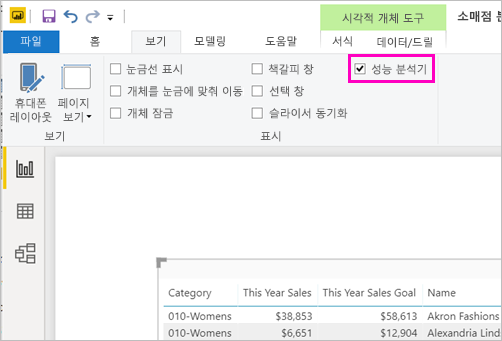 시각적 개체 도구 소매점 분
파일 홈 보기 모델링 도움말 서식 데이터/드릴
눈금선 표시 책갈피 창 성능 분석기
개체를 눈금에 맞춰 이동 선택 창
개체 잠금 슬라이서 동기화
휴대폰 레이아웃
페이지 보기
보기 표시
Category This Year Sales This Year Sales Goal Name
010-Womens $38,853 $58,613 Akron Fashions
010-Womens $6,651 $12,904 Alexandria Lind